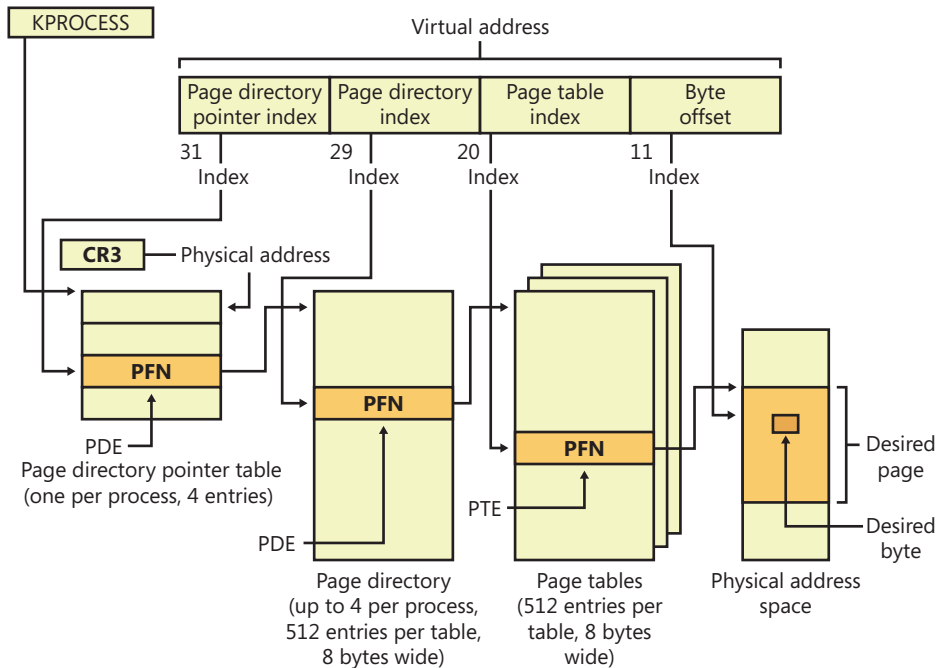 KPROCESS
Virtual address
Page directory
pointer index
Page directory
index
Page table
index
Byte
offset
31
29
20
11
Index
Index
Index
Index
CR3
Physical address
PFN
PFN
PFN
PDE
Page directory pointer table
(one per process, 4 entries)
PDE
PTE
Desired
page
Desired
byte
Page directory
(up to 4 per process,
512 entries per table,
8 bytes wide)
Page tables
(512 entries per
table, 8 bytes
wide)
Physical address
space